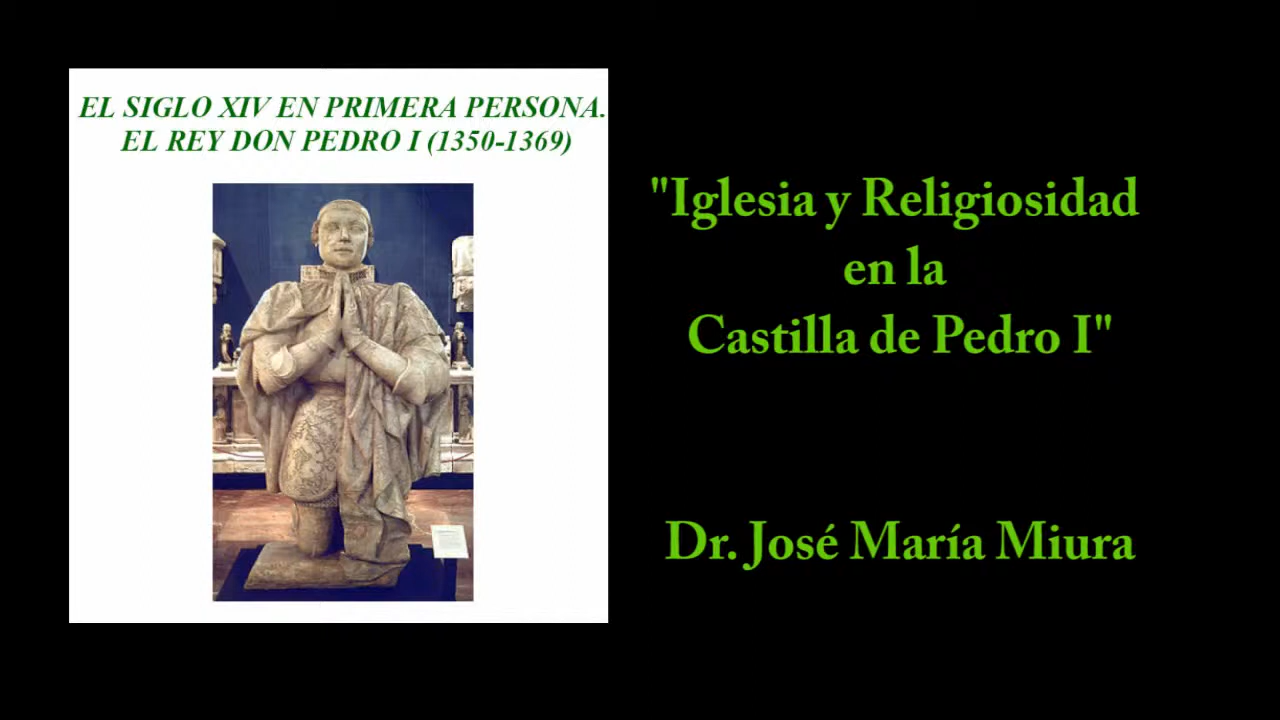 EL SIGLO XIV EN PRIMERA PERSONA.
EL REY DON PEDRO I (1350-1369)
"Iglesia y Religiosidad
en la
Castilla de Pedro I"
Dr. José María Miura